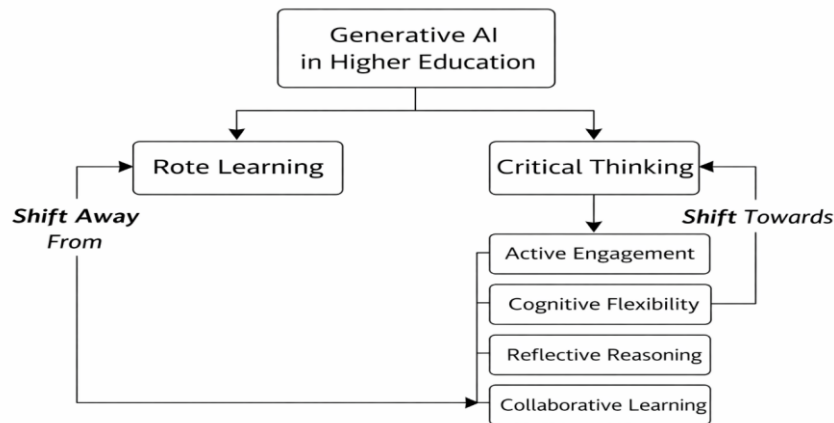 Generative AI
in Higher Education
Rote Learning
Critical Thinking
Shift Away
From
Shift Towards
Active Engagement
Cognitive Flexibility
Reflective Reasoning
Collaborative Learning